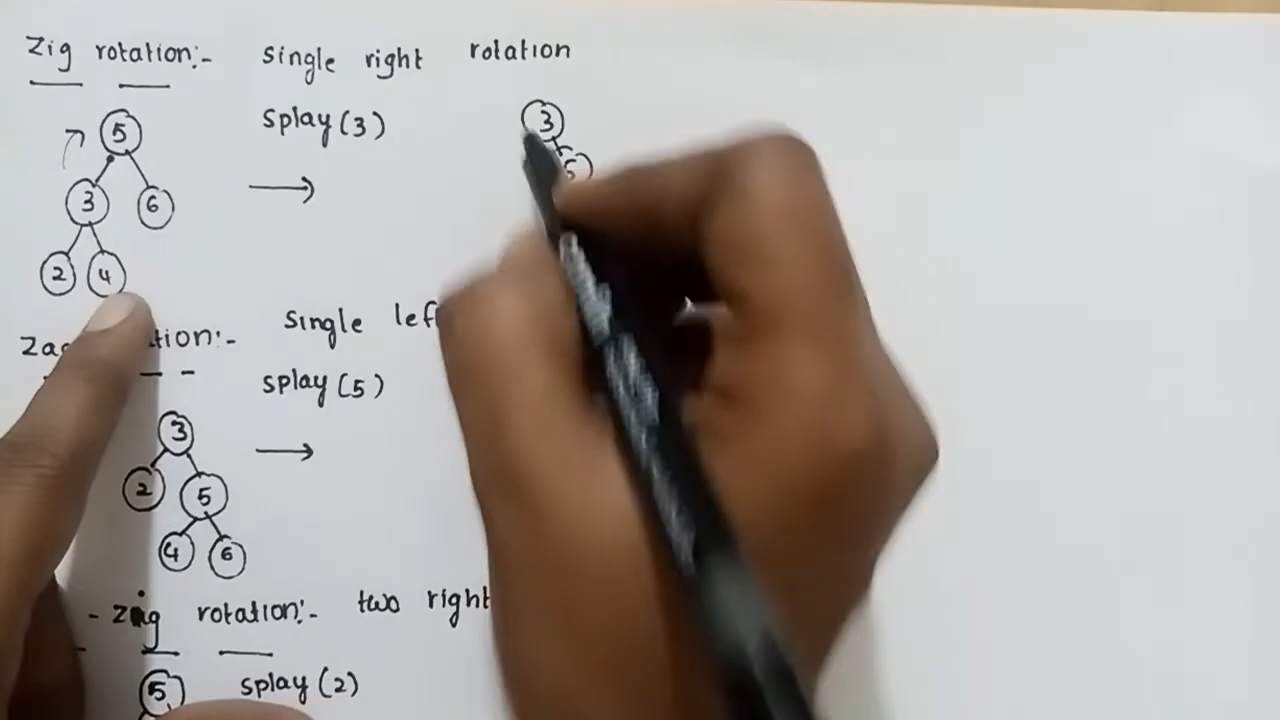 Zig rotation:- Single right rotation
5 splay(3) 3
5
3 6
2 4
Single
splay(5)
3
2 5
4 6
- zig rotation:- two right
5 splay(2)